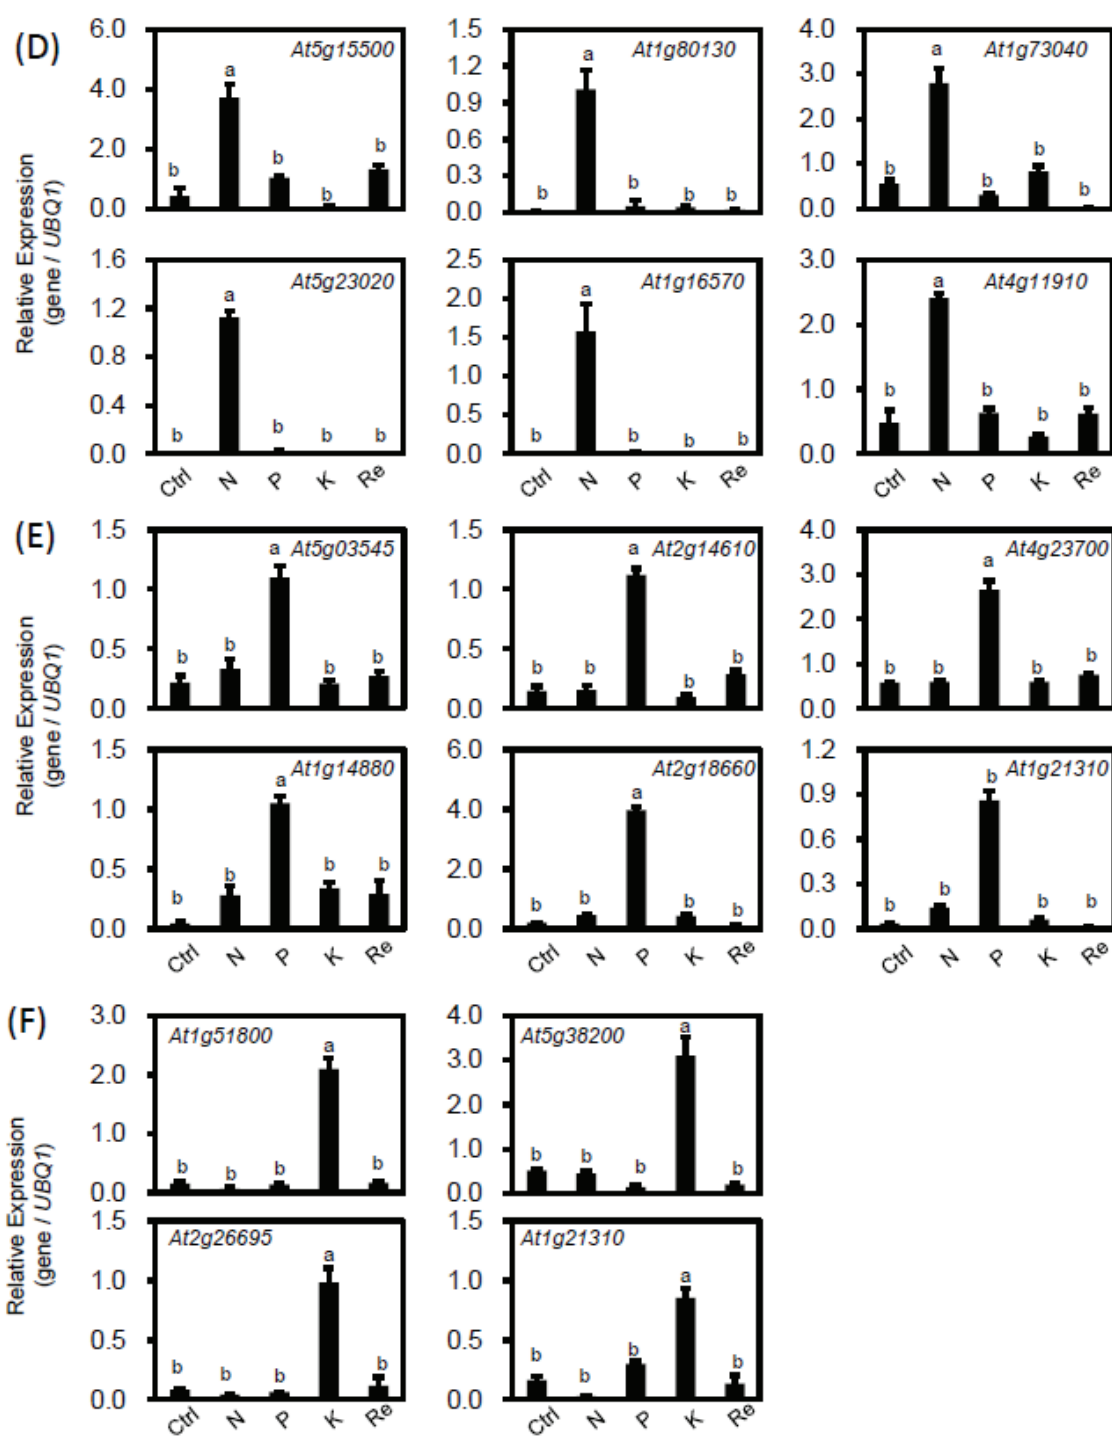 (D)
Relative Expression
(gene / UBQ1)
6.0
4.0
2.0
0.0
At5g15500
b
a
b
b
b
1.5
1.2
0.9
0.6
0.3
0.0
At1g80130
b
a
b
b
b
4.0
3.0
2.0
1.0
0.0
At1g73040
b
a
b
b
b
1.6
1.2
0.8
0.4
0.0
At5g23020
b
a
b
b
b
Ctrl N P K Re
2.5
2.0
1.5
1.0
0.5
0.0
At1g16570
b
a
b
b
b
Ctrl N P K Re
3.0
2.0
1.0
0.0
At4g11910
b
a
b
b
b
Ctrl N P K Re
(E)
Relative Expression
(gene / UBQ1)
1.5
1.0
0.5
0.0
At5g03545
b
b
a
b
b
1.5
1.0
0.5
0.0
At2g14610
b
b
a
b
b
4.0
3.0
2.0
1.0
0.0
At4g23700
b
b
a
b
b
1.5
1.0
0.5
0.0
At1g14880
b
b
a
b
b
Ctrl N P K Re
6.0
4.0
2.0
0.0
At2g18660
b
b
a
b
b
Ctrl N P K Re
1.2
0.9
0.6
0.3
0.0
At1g21310
b
b
b
b
b
Ctrl N P K Re
(F)
Relative Expression
(gene / UBQ1)
3.0
2.0
1.0
0.0
At1g51800
b
b
b
a
b
4.0
3.0
2.0
1.0
0.0
At5g38200
b
b
b
a
b
1.5
1.0
0.5
0.0
At2g26695
b
b
b
a
b
Ctrl N P K Re
1.5
1.0
0.5
0.0
At1g21310
b
b
b
a
b
Ctrl N P K Re